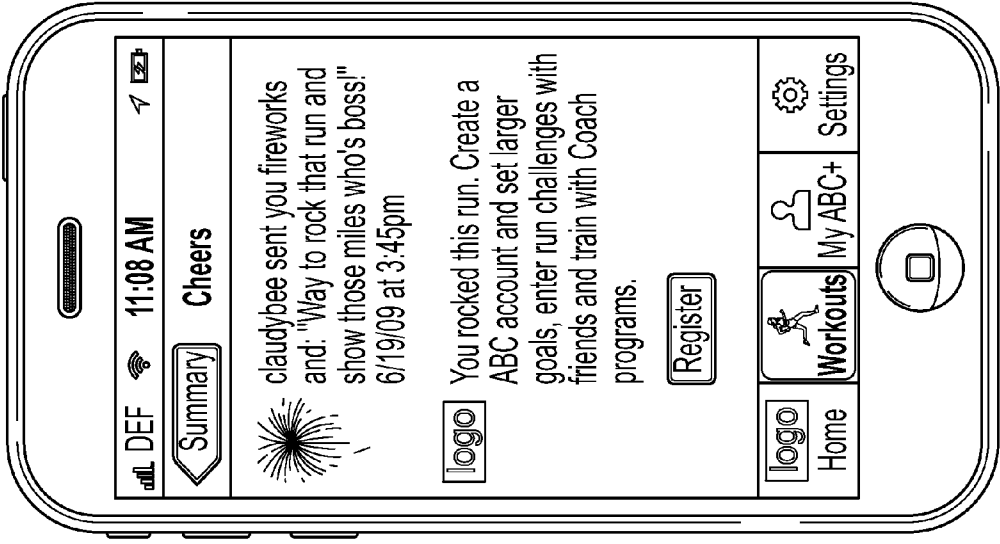 DEF 11:08 AM
Summary Cheers
claudybee sent you fireworks
and: "Way to rock that run and
show those miles who's boss!"
6/19/09 at 3:45pm
logo
You rocked this run. Create a
ABC account and set larger
goals, enter run challenges with
friends and train with Coach
programs.
Register
logo
Home Workouts My ABC+ Settings